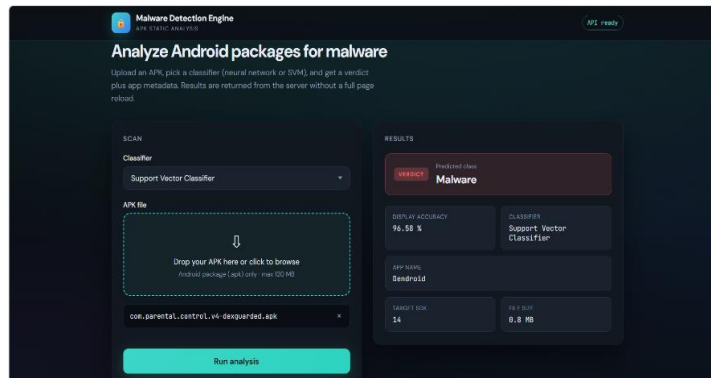 Malware Detection Engine
APK STATIC ANALYSIS
API ready
Analyze Android packages for malware
Upload an APK, pick a classifier (neural network or SVM), and get a verdict
plus app metadata. Results are returned from the server without a full page
reload.
SCAN
Classifier
Support Vector Classifier
APK file
Drop your APK here or click to browse
Android package (.apk) only · max 120 MB
com.parental.control.v4-dexguarded.apk ×
Run analysis
RESULTS
VERDICT
Predicted class
Malware
DISPLAY ACCURACY
96.58 %
CLASSIFIER
Support Vector
Classifier
APP NAME
Dendroid
TARGET SDK
14
FILE SIZE
0.8 MB